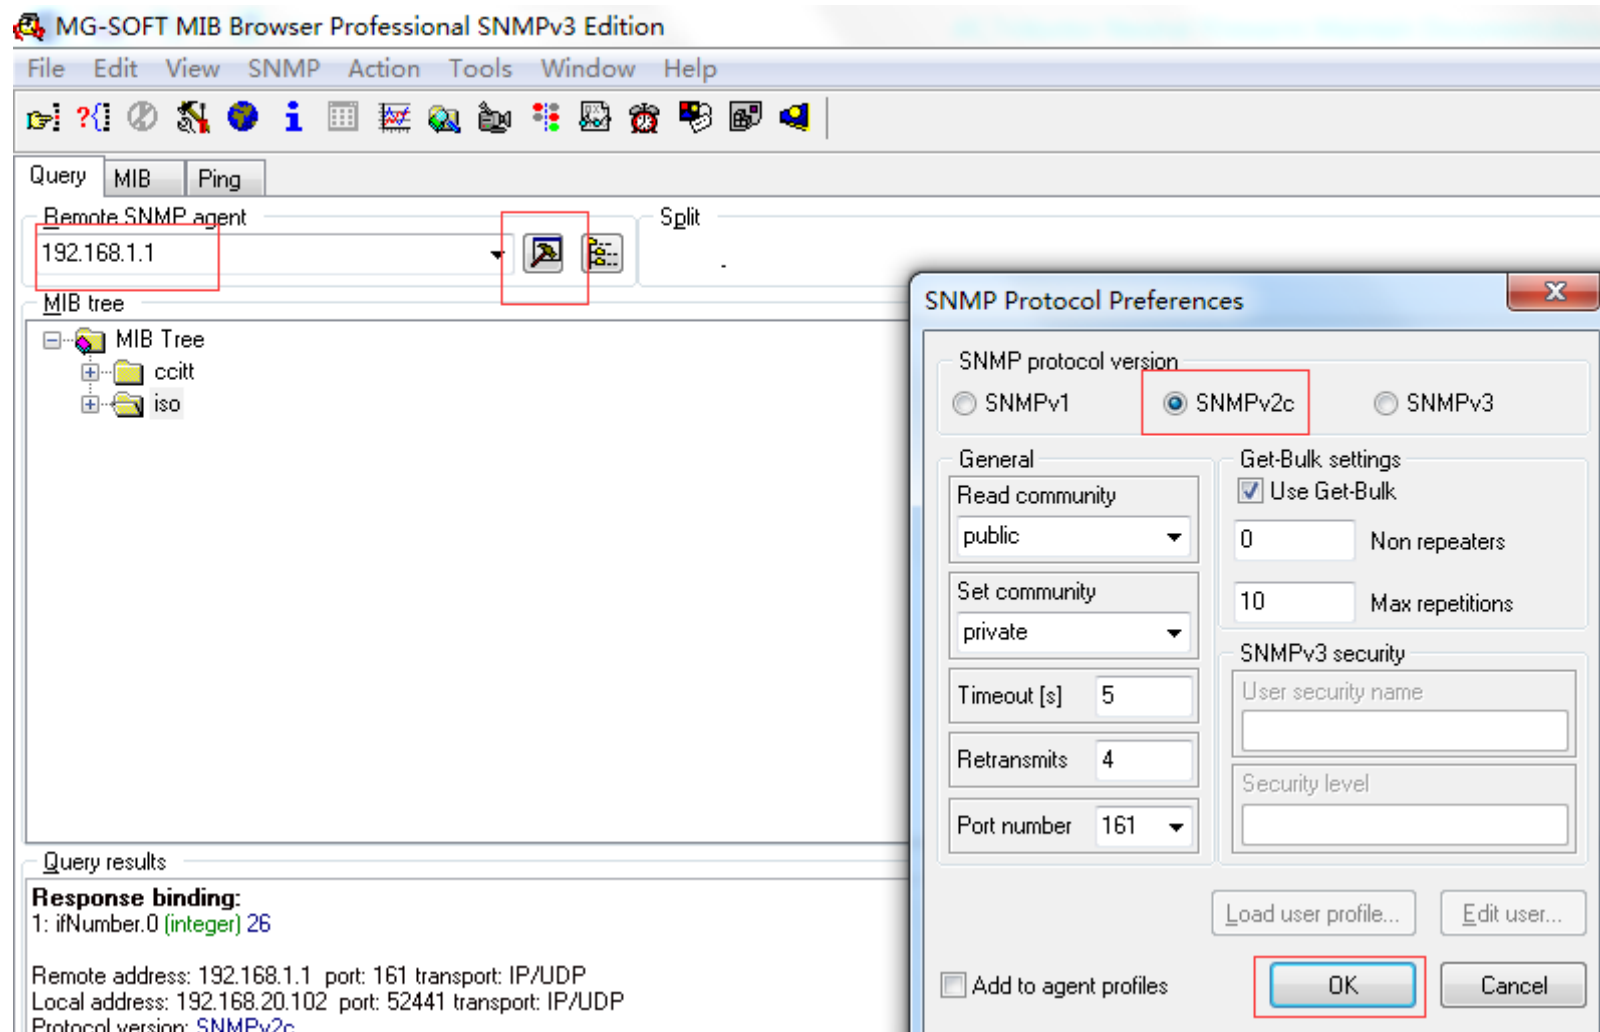 MG-SOFT MIB Browser Professional SNMPv3 Edition
File Edit View SNMP Action Tools Window Help
Query MIB Ping
Remote SNMP agent
Split
192.168.1.1
MIB tree
MIB Tree
ccitt
iso
Query results
Response binding:
1: ifNumber.0 (integer) 26
Remote address: 192.168.1.1 port: 161 transport: IP/UDP
Local address: 192.168.20.102 port: 52441 transport: IP/UDP
Protocol version: SNMPv2c
SNMP Protocol Preferences
SNMP protocol version
SNMPv1 SNMPv2c SNMPv3
General
Read community
public
Set community
private
Timeout [s] 5
Retransmits 4
Port number 161
Get-Bulk settings
Use Get-Bulk
0 Non repeaters
10 Max repetitions
SNMPv3 security
User security name
Security level
Load user profile... Edit user...
Add to agent profiles OK Cancel